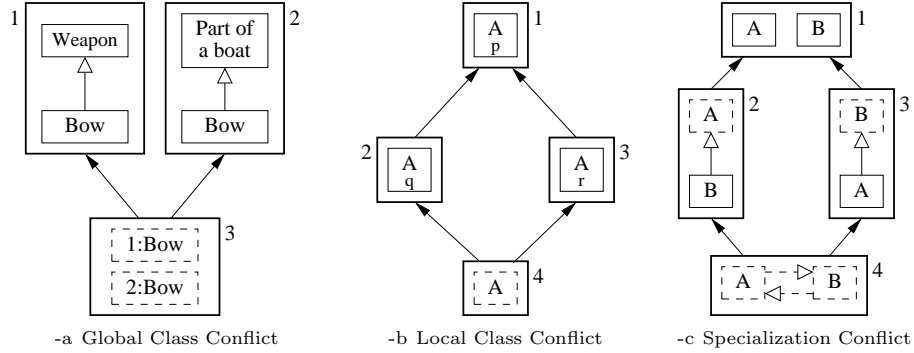 1
Weapon
Bow
2
Part of
a boat
Bow
3
1:Bow
2:Bow
-a Global Class Conflict
1
A
p
2
A
q
3
A
r
4
A
-b Local Class Conflict
1
A B
2
A
B
3
B
A
4
A B
-c Specialization Conflict